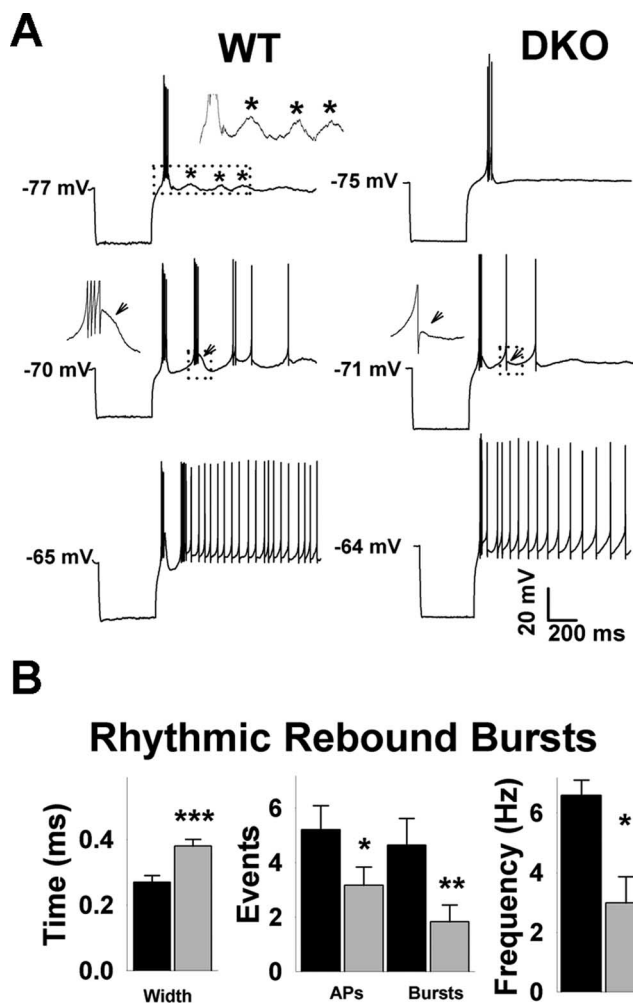 A
WT
DKO
* * *
-77 mV
* * *
-75 mV
-70 mV
-71 mV
-65 mV
-64 mV
20 mV
200 ms
B
Rhythmic Rebound Bursts
Time (ms)
0.4
0.2
0.0
***
Width
Events
6
4
2
0
*
**
APs
Bursts
Frequency (Hz)
6
4
2
0
*